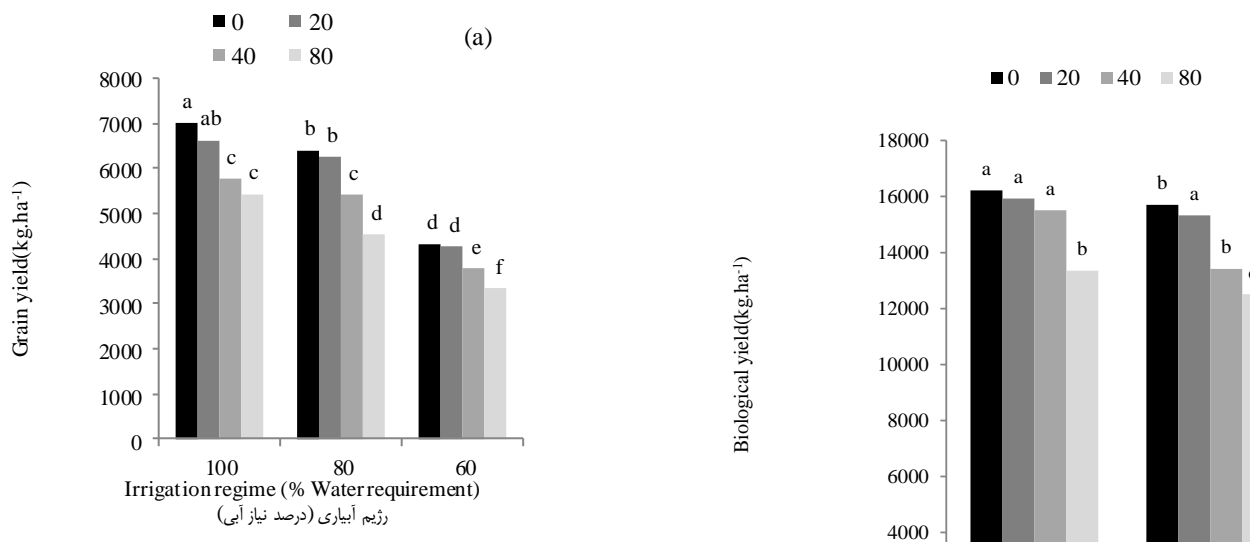 0 20
40 80
(a)
8000
7000
6000
5000
4000
3000
2000
1000
0
a ab c c b b c d d d e f
Grain yield(kg.ha-1)
100 80 60
Irrigation regime (% Water requirement)
رژیم آبیاری (درصد نیاز آبی)
0 20 40 80
18000
16000
14000
12000
10000
8000
6000
4000
a a a b b a b
Biological yield(kg.ha-1)